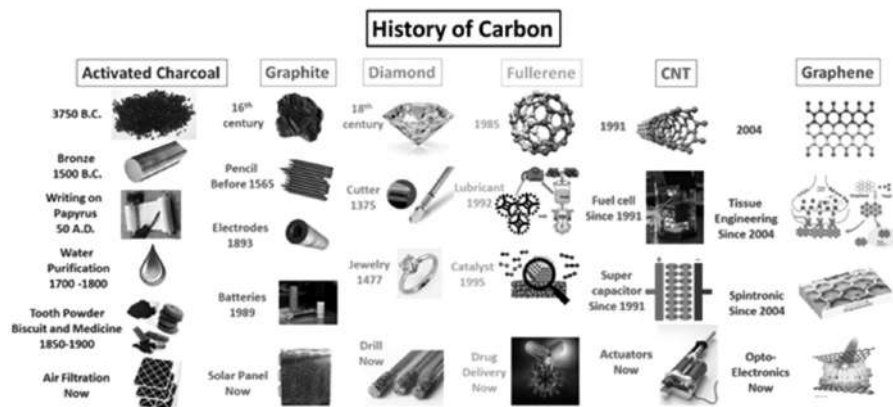 History of Carbon
Activated Charcoal
3750 B.C.
Bronze
1500 B.C.
Writing on
Papyrus
50 A.D.
Water
Purification
1700 -1800
Tooth Powder
Biscuit and Medicine
1850-1900
Air Filtration
Now
Graphite
16th
century
Pencil
Before 1565
Electrodes
1893
Batteries
1989
Solar Panel
Now
Diamond
18th
century
Cutter
1375
Jewelry
1477
Drill
Now
Fullerene
1985
Lubricant
1992
Catalyst
1995
Drug
Delivery
Now
CNT
1991
Fuel cell
Since 1991
Super
capacitor
Since 1991
Actuators
Now
Graphene
2004
Tissue
Engineering
Since 2004
Spintronic
Since 2004
Opto-
Electronics
Now